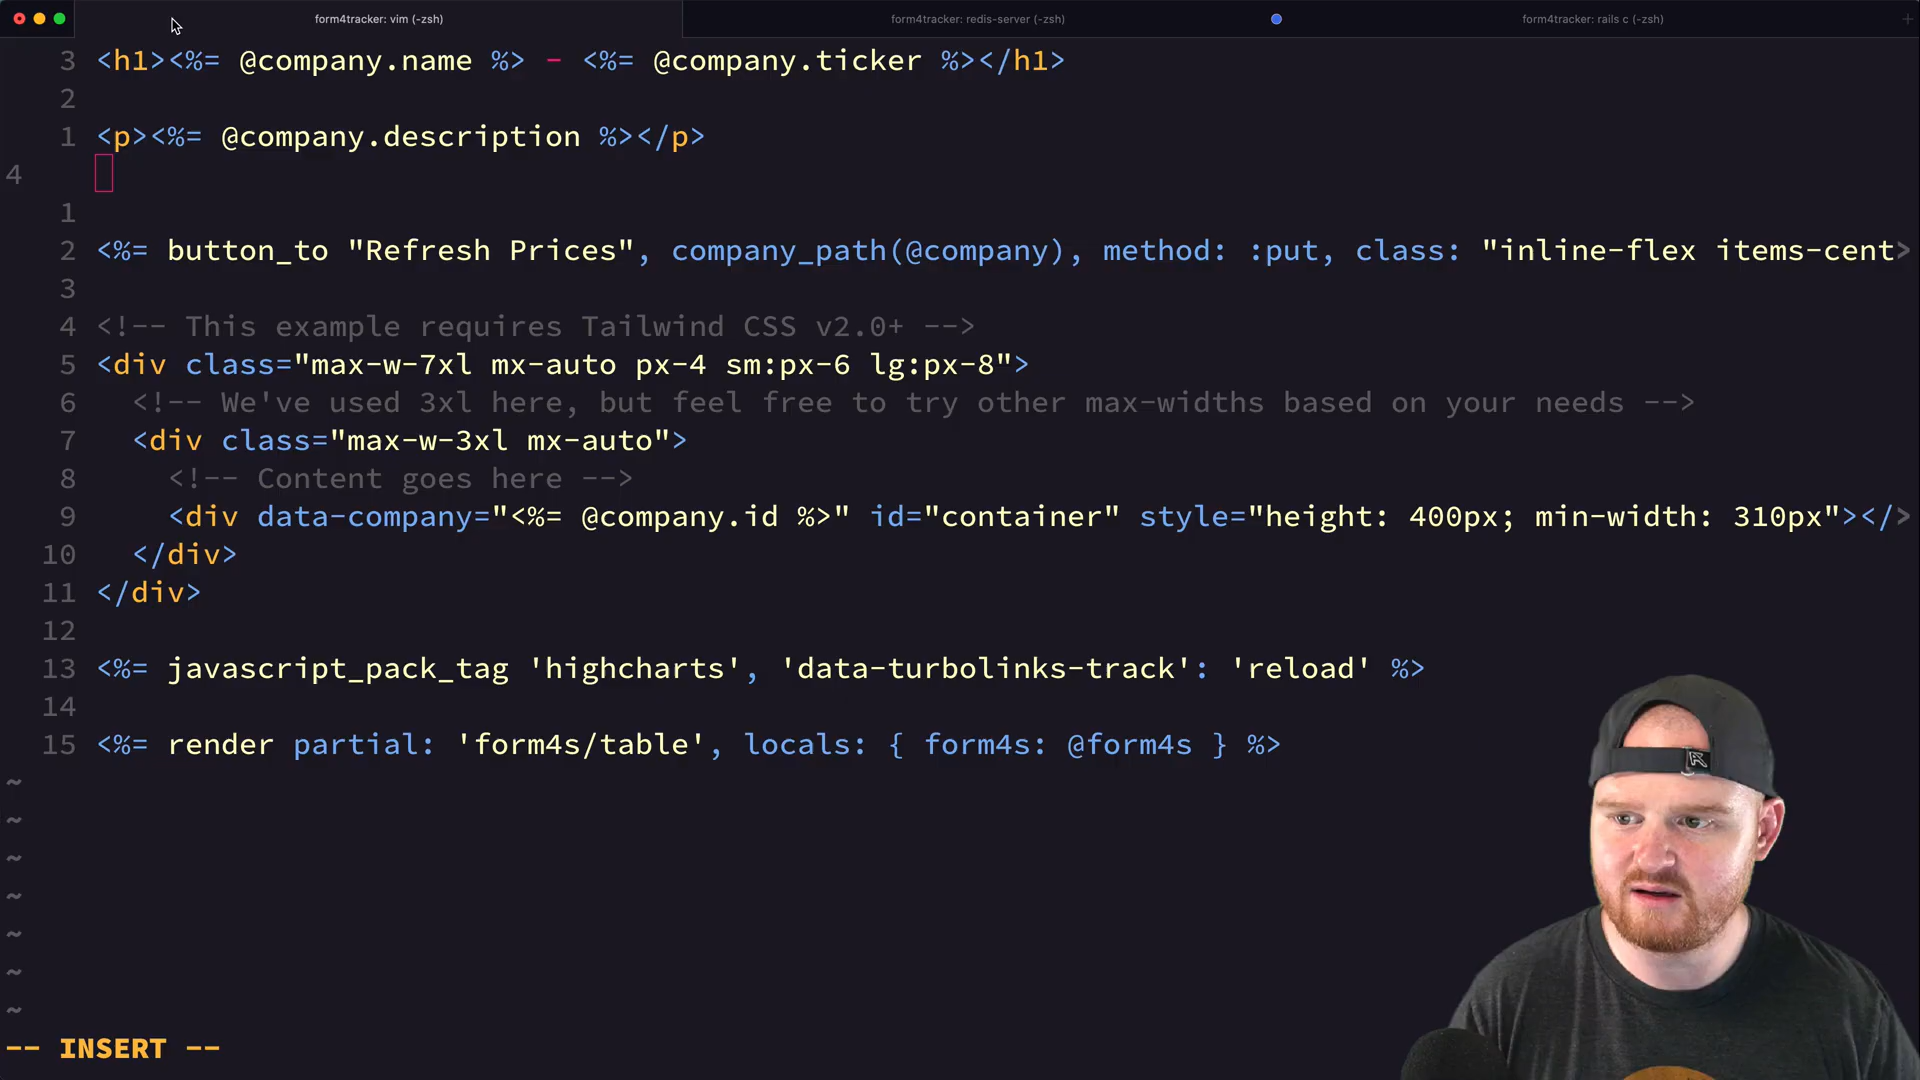 form4tracker: vim (-zsh)
form4tracker: redis-server (-zsh)
form4tracker: rails c (-zsh)
+
3 <h1><%= @company.name %> - <%= @company.ticker %></h1>
2
1 <p><%= @company.description %></p>
4
1
2 <%= button_to "Refresh Prices", company_path(@company), method: :put, class: "inline-flex items-cent>
3
4 <!-- This example requires Tailwind CSS v2.0+ -->
5 <div class="max-w-7xl mx-auto px-4 sm:px-6 lg:px-8">
6 <!-- We've used 3xl here, but feel free to try other max-widths based on your needs -->
7 <div class="max-w-3xl mx-auto">
8 <!-- Content goes here -->
9 <div data-company="<%= @company.id %>" id="container" style="height: 400px; min-width: 310px"></>
10 </div>
11 </div>
12
13 <%= javascript_pack_tag 'highcharts', 'data-turbolinks-track': 'reload' %>
14
15 <%= render partial: 'form4s/table', locals: { form4s: @form4s } %>
~
~
~
~
~
~
~
-- INSERT --